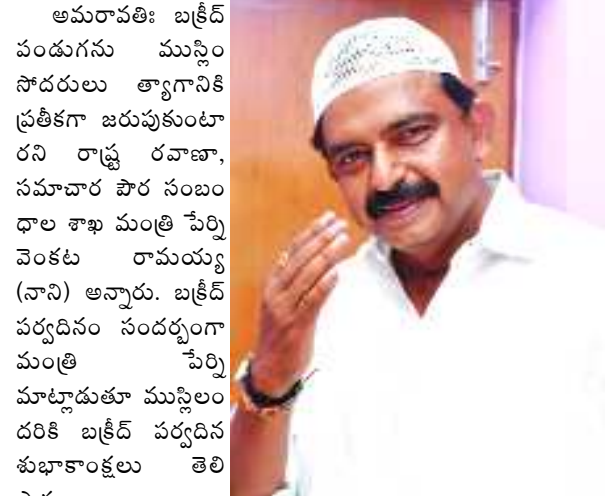 అమరావతిః బక్రీద్
పండుగను ముస్లిం
సోదరులు త్యాగానికి
ప్రతీకగా జరుపుకుంటా
రని రాష్ట్ర రవాణా,
సమాచార పౌర సంబం
ధాల శాఖ మంత్రి పేర్ని
వెంకట రామయ్య
(నాని) అన్నారు. బక్రీద్
పర్వదినం సందర్భంగా
మంత్రి పేర్ని
మాట్లాడుతూ ముస్లిలం
దరికి బక్రీద్ పర్వదిన
శుభాకాంక్షలు తెలి